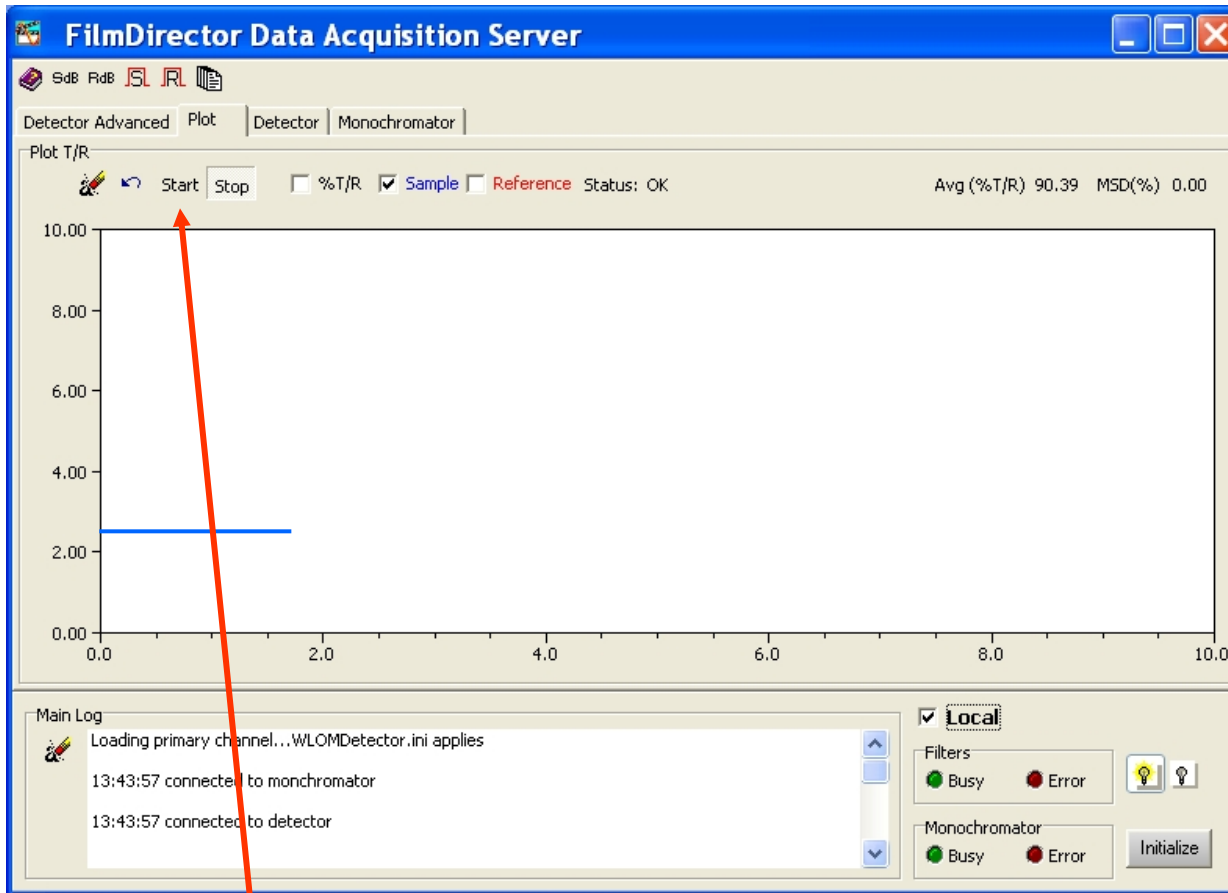 FilmDirector Data Acquisition Server
SdB RdB SL RL
Detector Advanced Plot Detector Monochromator
Plot T/R
Start Stop %T/R Sample Reference Status: OK Avg (%T/R) 90.39 MSD(%) 0.00
10.00
8.00
6.00
4.00
2.00
0.00
0.0 2.0 4.0 6.0 8.0 10.0
Main Log
Loading primary channel...WLOMDetector.ini applies
13:43:57 connected to monchromator
13:43:57 connected to detector
Local
Filters
Busy Error
Monochromator
Busy Error
Initialize